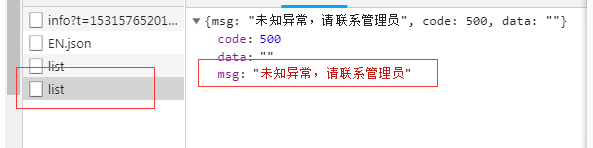 info?t=15315765201...
EN.json
list
list
▼{msg: "未知异常，请联系管理员", code: 500, data: ""}
code: 500
data: ""
msg: "未知异常，请联系管理员"